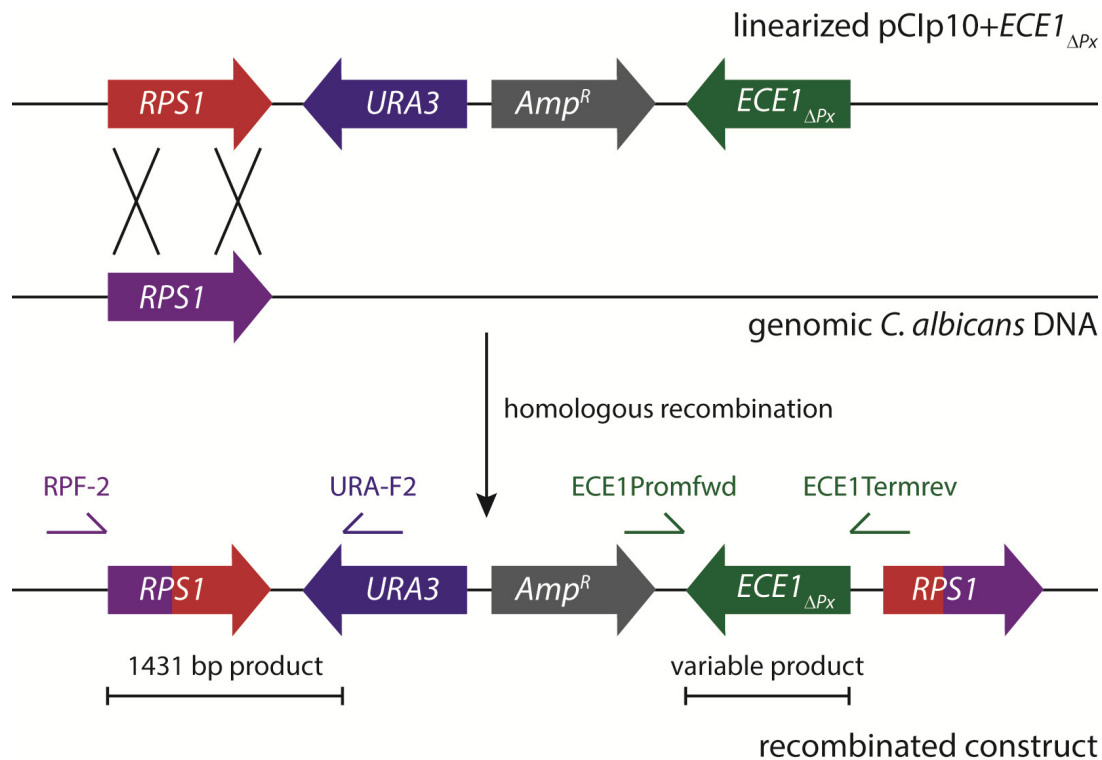 linearized pCIp10+ECE1ΔPx
RPS1 URA3 AmpR ECE1ΔPx
RPS1
genomic C. albicans DNA
homologous recombination
RPF-2 URA-F2 ECE1Promfwd ECE1Termrev
RPS1 URA3 AmpR ECE1ΔPx RPS1
1431 bp product variable product
recombinated construct